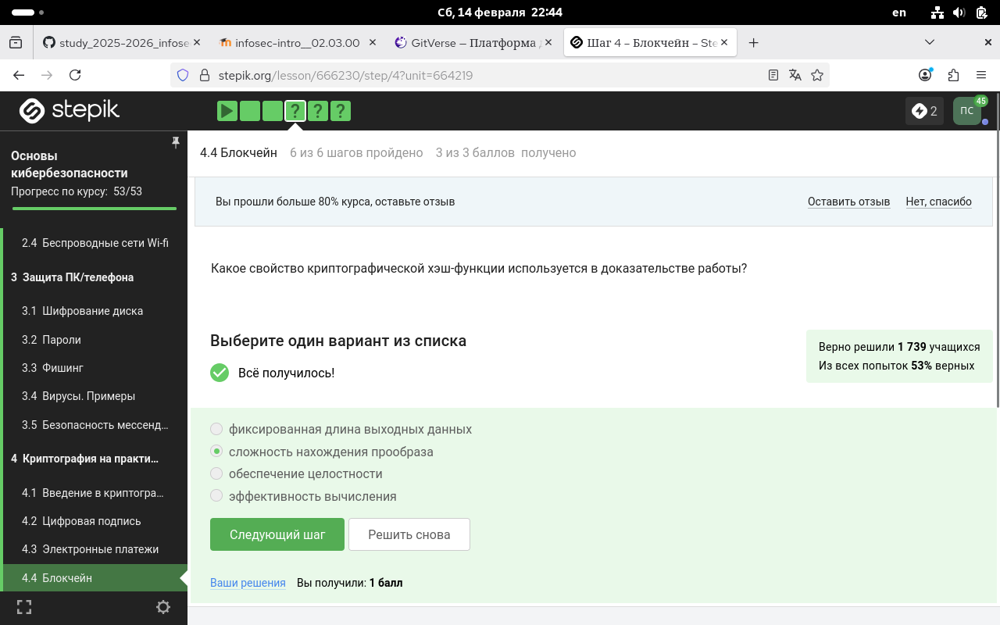 Сб, 14 февраля 22:44
en
study_2025-2026_infose
infosec-intro__02.03.00
GitVerse — Платформа
Шаг 4 – Блокчейн – Ste
stepik.org/lesson/666230/step/4?unit=664219
stepik
? ? ?
2
ПС
45
Основы
кибербезопасности
Прогресс по курсу: 53/53
2.4 Беспроводные сети Wi-fi
3 Защита ПК/телефона
3.1 Шифрование диска
3.2 Пароли
3.3 Фишинг
3.4 Вирусы. Примеры
3.5 Безопасность мессенд...
4 Криптография на практи...
4.1 Введение в криптогра...
4.2 Цифровая подпись
4.3 Электронные платежи
4.4 Блокчейн
4.4 Блокчейн 6 из 6 шагов пройдено 3 из 3 баллов получено
Вы прошли больше 80% курса, оставьте отзыв
Оставить отзыв
Нет, спасибо
Какое свойство криптографической хэш-функции используется в доказательстве работы?
Выберите один вариант из списка
Всё получилось!
Верно решили 1 739 учащихся
Из всех попыток 53% верных
фиксированная длина выходных данных
сложность нахождения прообраза
обеспечение целостности
эффективность вычисления
Следующий шаг
Решить снова
Ваши решения Вы получили: 1 балл